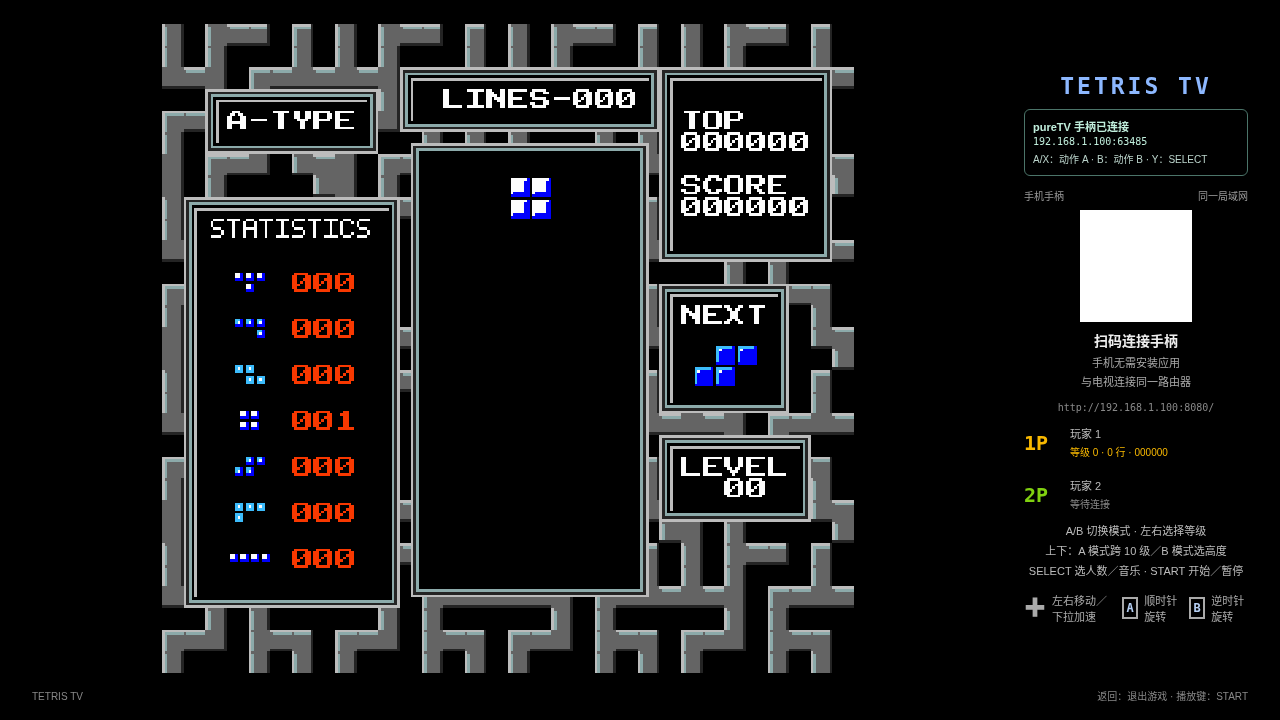 A-TYPE
LINES-000
TOP
000000
SCORE
000000
STATISTICS
000
000
000
001
000
000
000
NEXT
LEVEL
00
TETRIS TV
pureTV 手柄已连接
192.168.1.100:63485
A/X：动作 A · B：动作 B · Y：SELECT
手机手柄 同一局域网
扫码连接手柄
手机无需安装应用
与电视连接同一路由器
http://192.168.1.100:8080/
1P 玩家 1
等级 0 · 0 行 · 000000
2P 玩家 2
等待连接
A/B 切换模式 · 左右选择等级
上下：A 模式跨 10 级／B 模式选高度
SELECT 选人数／音乐 · START 开始／暂停
左右移动／
下拉加速
A 顺时针
旋转
B 逆时针
旋转
TETRIS TV
返回：退出游戏 · 播放键：START